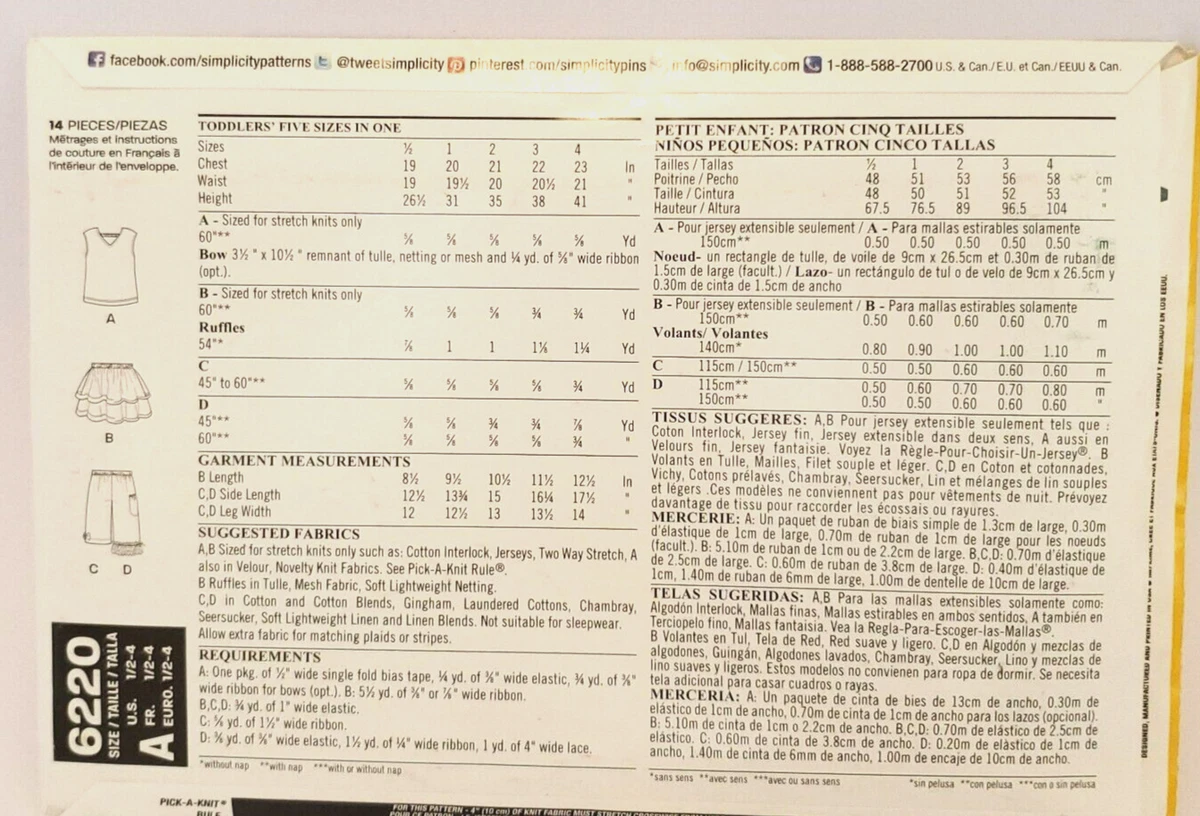 facebook.com/simplicitypatterns @tweetsimplicity pinterest.com/simplicitypins info@simplicity.com 1-888-588-2700 U.S. & Can./E.U. et Can./EEUU & Can.
14 PIECES/PIEZAS
Métrages et instructions
de couture en Français à
l'intérieur de l'enveloppe.
A
B
C D
6220
SIZE / TAILLE / TALLA
A
U.S. 1/2-4
FR. 1/2-4
EURO. 1/2-4
TODDLERS' FIVE SIZES IN ONE
Sizes ½ 1 2 3 4
Chest 19 20 21 22 23 In
Waist 19 19½ 20 20½ 21 "
Height 26½ 31 35 38 41 "
A - Sized for stretch knits only
60"** ⅝ ⅝ ⅝ ⅝ ⅝ Yd
Bow 3½ " x 10½ " remnant of tulle, netting or mesh and ¼ yd. of ⅝" wide ribbon
(opt.).
B - Sized for stretch knits only
60"** ⅝ ⅝ ⅝ ¾ ¾ Yd
Ruffles
54"* ⅞ 1 1 1⅛ 1¼ Yd
C
45" to 60"** ⅝ ⅝ ⅝ ⅝ ¾ Yd
D
45"** ⅝ ⅝ ¾ ¾ ⅞ Yd
60"** ⅝ ⅝ ⅝ ⅝ ¾ "
GARMENT MEASUREMENTS
B Length 8½ 9½ 10½ 11½ 12½ In
C,D Side Length 12½ 13¾ 15 16¼ 17½ "
C,D Leg Width 12 12½ 13 13½ 14 "
SUGGESTED FABRICS
A,B Sized for stretch knits only such as: Cotton Interlock, Jerseys, Two Way Stretch, A
also in Velour, Novelty Knit Fabrics. See Pick-A-Knit Rule®.
B Ruffles in Tulle, Mesh Fabric, Soft Lightweight Netting.
C,D in Cotton and Cotton Blends, Gingham, Laundered Cottons, Chambray,
Seersucker, Soft Lightweight Linen and Linen Blends. Not suitable for sleepwear.
Allow extra fabric for matching plaids or stripes.
REQUIREMENTS
A: One pkg. of ½" wide single fold bias tape, ¼ yd. of ⅜" wide elastic, ¾ yd. of ⅜"
wide ribbon for bows (opt.). B: 5½ yd. of ⅜" or ⅞" wide ribbon.
B,C,D: ¾ yd. of 1" wide elastic.
C: ⅝ yd. of 1½" wide ribbon.
D: ⅜ yd. of ⅜" wide elastic, 1½ yd. of ¼" wide ribbon, 1 yd. of 4" wide lace.
*without nap **with nap ***with or without nap
PETIT ENFANT: PATRON CINQ TAILLES
NIÑOS PEQUEÑOS: PATRON CINCO TALLAS
Tailles / Tallas ½ 1 2 3 4
Poitrine / Pecho 48 51 53 56 58 cm
Taille / Cintura 48 50 51 52 53 "
Hauteur / Altura 67.5 76.5 89 96.5 104 "
A - Pour jersey extensible seulement / A - Para mallas estirables solamente
150cm** 0.50 0.50 0.50 0.50 0.50 m
Noeud- un rectangle de tulle, de voile de 9cm x 26.5cm et 0.30m de ruban de
1.5cm de large (facult.) / Lazo- un rectángulo de tul o de velo de 9cm x 26.5cm y
0.30m de cinta de 1.5cm de ancho
B - Pour jersey extensible seulement / B - Para mallas estirables solamente
150cm** 0.50 0.60 0.60 0.60 0.70 m
Volants/ Volantes
140cm* 0.80 0.90 1.00 1.00 1.10 m
C 115cm / 150cm** 0.50 0.50 0.60 0.60 0.60 m
D 115cm** 0.50 0.60 0.70 0.70 0.80 m
150cm** 0.50 0.50 0.60 0.60 0.60 "
TISSUS SUGGERES: A,B Pour jersey extensible seulement tels que :
Coton Interlock, Jersey fin, Jersey extensible dans deux sens, A aussi en
Velours fin, Jersey fantaisie. Voyez la Règle-Pour-Choisir-Un-Jersey®. B
Volants en Tulle, Mailles, Filet souple et léger. C,D en Coton et cotonnades,
Vichy, Cotons prélavés, Chambray, Seersucker, Lin et mélanges de lin souples
et légers .Ces modèles ne conviennent pas pour vêtements de nuit. Prévoyez
davantage de tissu pour raccorder les écossais ou rayures.
MERCERIE: A: Un paquet de ruban de biais simple de 1.3cm de large, 0.30m
d'élastique de 1cm de large, 0.70m de ruban de 1cm de large pour les noeuds
(facult.). B: 5.10m de ruban de 1cm ou de 2.2cm de large. B,C,D: 0.70m d'élastique
de 2.5cm de large. C: 0.60m de ruban de 3.8cm de large. D: 0.40m d'élastique de
1cm, 1.40m de ruban de 6mm de large, 1.00m de dentelle de 10cm de large.
TELAS SUGERIDAS: A,B Para las mallas extensibles solamente como:
Algodón Interlock, Mallas finas, Mallas estirables en ambos sentidos, A también en
Terciopelo fino, Mallas fantaisia. Vea la Regla-Para-Escoger-las-Mallas®.
B Volantes en Tul, Tela de Red, Red suave y ligero. C,D en Algodón y mezclas de
algodones, Guingán, Algodones lavados, Chambray, Seersucker, Lino y mezclas de
lino suaves y ligeros. Estos modelos no convienen para ropa de dormir. Se necesita
tela adicional para casar cuadros o rayas.
MERCERIA: A: Un paquete de cinta de bies de 13cm de ancho, 0.30m de
elástico de 1cm de ancho, 0.70m de cinta de 1cm de ancho para los lazos (opcional).
B: 5.10m de cinta de 1cm o 2.2cm de ancho. B,C,D: 0.70m de elástico de 2.5cm de
elástico. C: 0.60m de cinta de 3.8cm de ancho. D: 0.20m de elàstico de 1cm de
ancho, 1.40m de cinta de 6mm de ancho, 1.00m de encaje de 10cm de ancho.
*sans sens **avec sens ***avec ou sans sens *sin pelusa **con pelusa ***con o sin pelusa
PICK-A-KNIT®
RULE
FOR THIS PATTERN - 4" (10 cm) OF KNIT FABRIC MUST STRETCH
DESIGNED, MANUFACTURED AND PRINTED IN
DISEÑADO Y FABRICADO EN LOS EEUU.